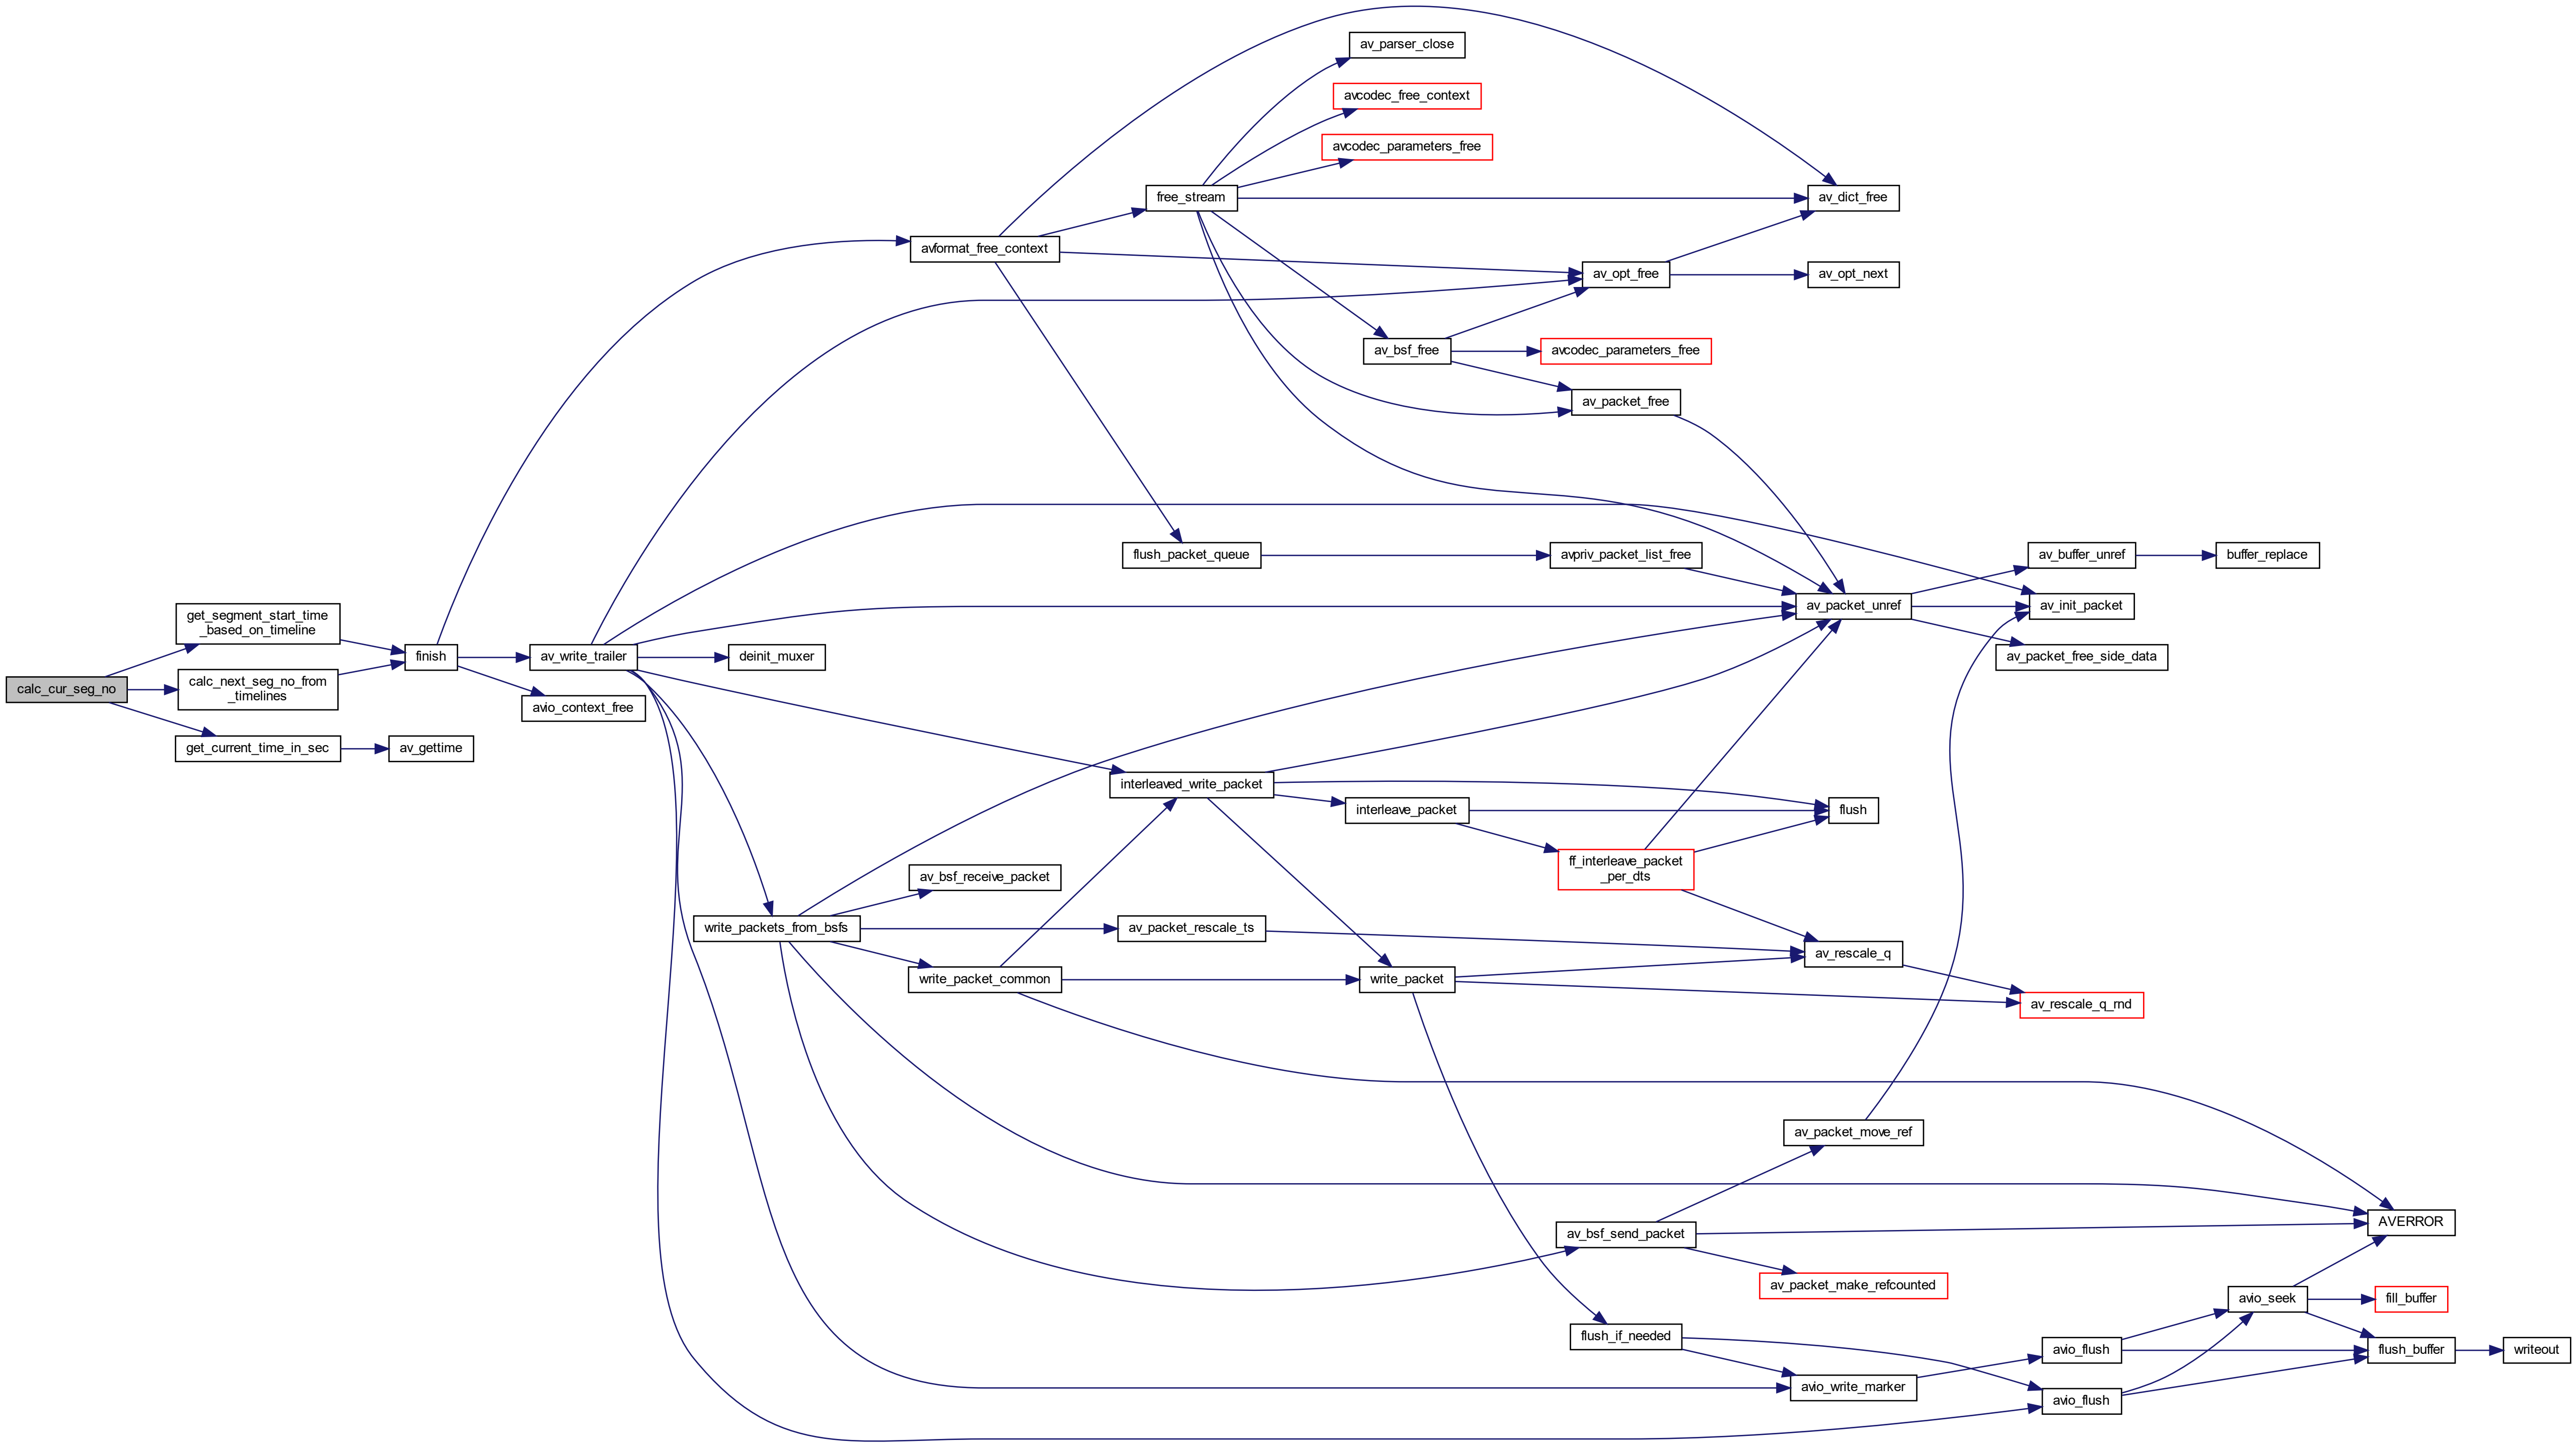 calc_cur_seg_no
get_segment_start_time
_based_on_timeline
calc_next_seg_no_from
_timelines
get_current_time_in_sec
finish
av_gettime
av_write_trailer
avio_context_free
deinit_muxer
write_packets_from_bsfs
avformat_free_context
av_bsf_receive_packet
write_packet_common
free_stream
flush_packet_queue
interleaved_write_packet
av_packet_rescale_ts
av_parser_close
avcodec_free_context
avcodec_parameters_free
av_bsf_free
interleave_packet
write_packet
av_opt_free
avcodec_parameters_free
av_packet_free
avpriv_packet_list_free
ff_interleave_packet
_per_dts
av_bsf_send_packet
flush_if_needed
av_dict_free
av_opt_next
av_packet_unref
flush
av_rescale_q
av_packet_move_ref
av_packet_make_refcounted
avio_write_marker
av_buffer_unref
av_init_packet
av_packet_free_side_data
av_rescale_q_rnd
avio_flush
avio_flush
buffer_replace
avio_seek
AVERROR
fill_buffer
flush_buffer
writeout